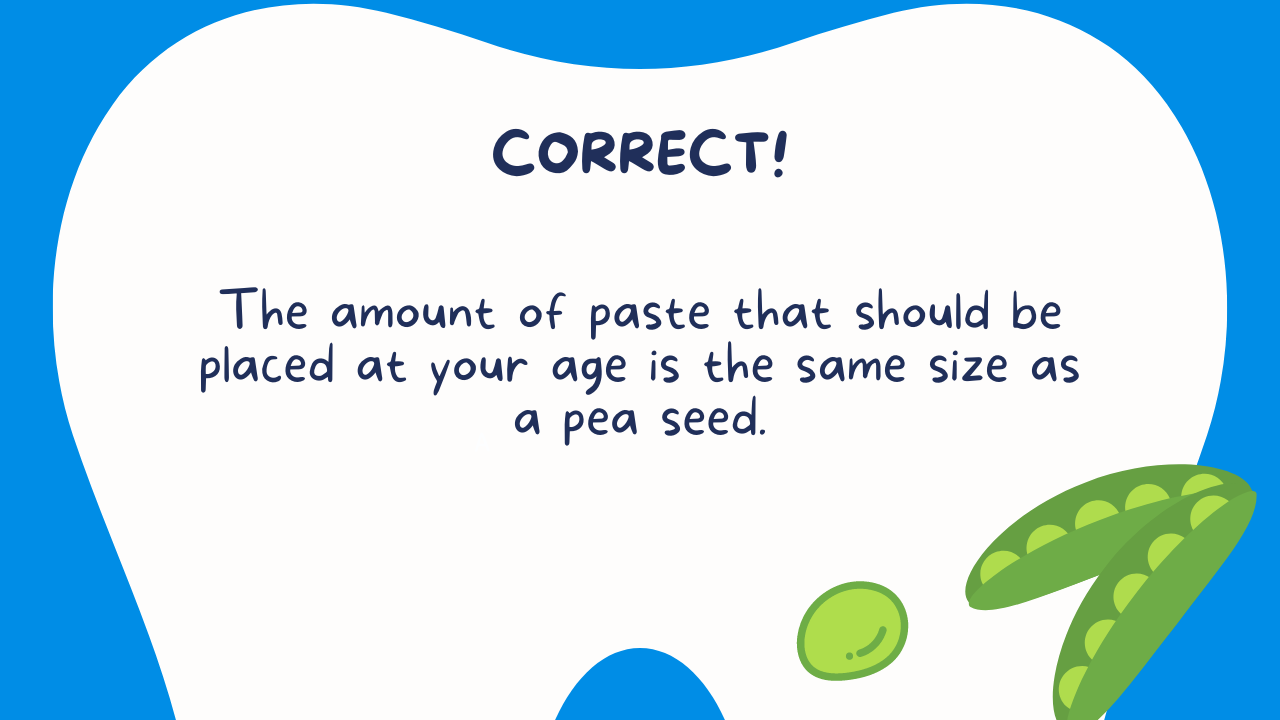 CORRECT!
The amount of paste that should be
placed at your age is the same size as
a pea seed.